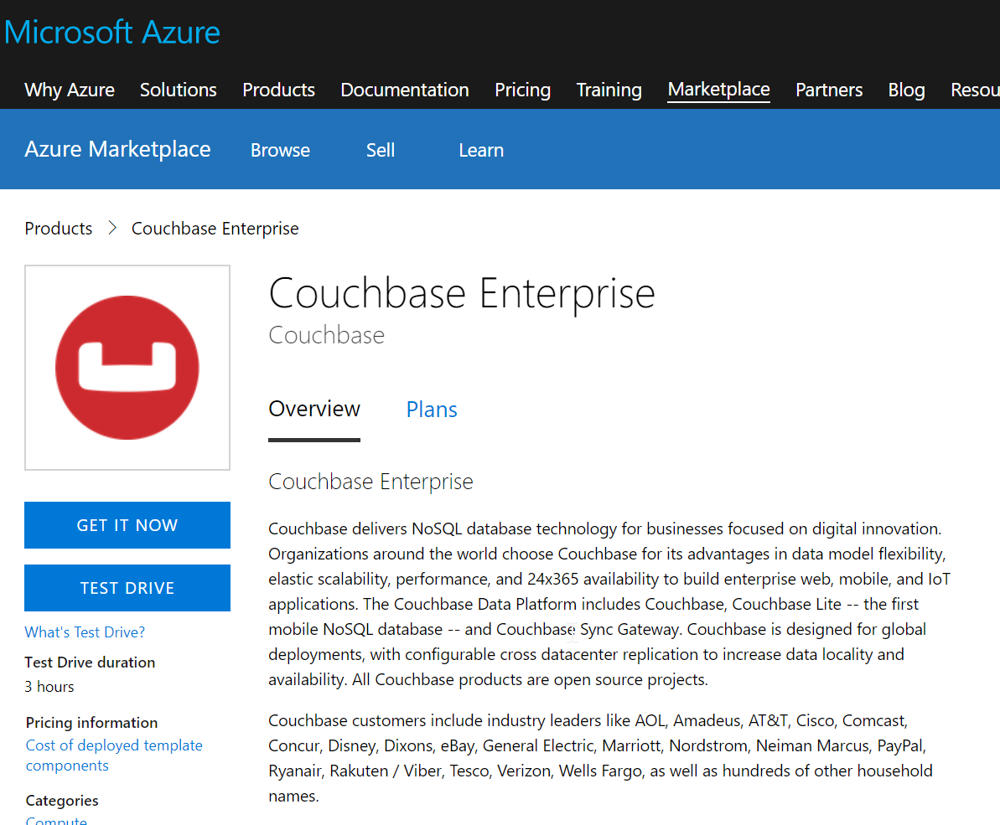 Microsoft Azure
Why Azure Solutions Products Documentation Pricing Training Marketplace Partners Blog Resou
Azure Marketplace Browse Sell Learn
Products > Couchbase Enterprise
Couchbase Enterprise
Couchbase
Overview Plans
GET IT NOW
TEST DRIVE
What's Test Drive?
Test Drive duration
3 hours
Pricing information
Cost of deployed template
components
Categories
Compute
Couchbase Enterprise
Couchbase delivers NoSQL database technology for businesses focused on digital innovation.
Organizations around the world choose Couchbase for its advantages in data model flexibility,
elastic scalability, performance, and 24x365 availability to build enterprise web, mobile, and IoT
applications. The Couchbase Data Platform includes Couchbase, Couchbase Lite -- the first
mobile NoSQL database -- and Couchbase Sync Gateway. Couchbase is designed for global
deployments, with configurable cross datacenter replication to increase data locality and
availability. All Couchbase products are open source projects.
Couchbase customers include industry leaders like AOL, Amadeus, AT&T, Cisco, Comcast,
Concur, Disney, Dixons, eBay, General Electric, Marriott, Nordstrom, Neiman Marcus, PayPal,
Ryanair, Rakuten / Viber, Tesco, Verizon, Wells Fargo, as well as hundreds of other household
names.